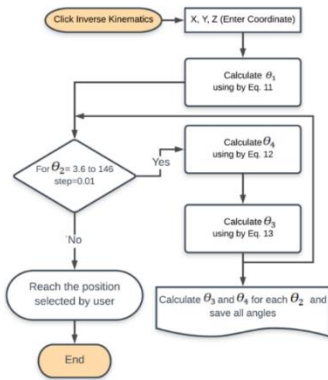 Click Inverse Kinematics
X, Y, Z (Enter Coordinate)
Calculate θ₁
using by Eq. 11
For θ₂= 3.6 to 146
step=0.01
Yes
Calculate θ₄
using by Eq. 12
Calculate θ₃
using by Eq. 13
Calculate θ₃ and θ₄ for each θ₂ and
save all angles
No
Reach the position
selected by user
End